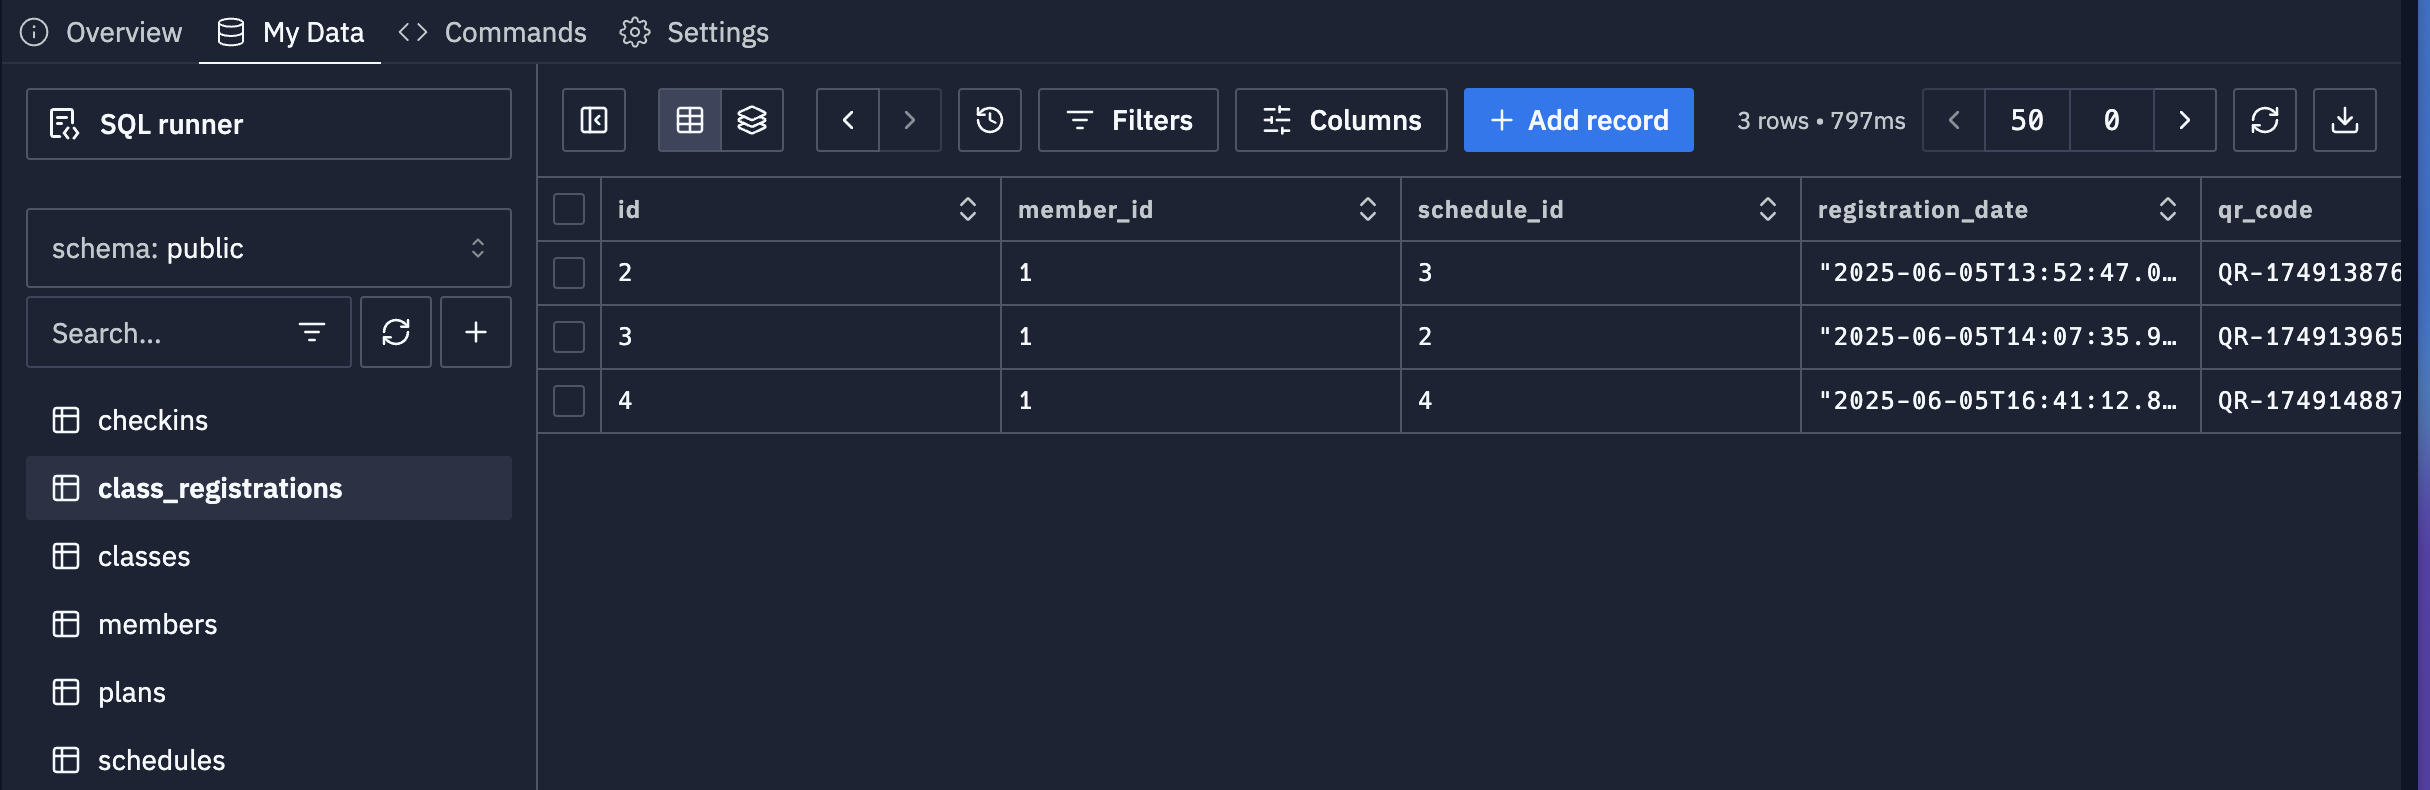 Overview My Data Commands Settings
SQL runner
schema: public
Search...
checkins
class_registrations
classes
members
plans
schedules
Filters Columns + Add record 3 rows • 797ms 50 0
id member_id schedule_id registration_date qr_code
2 1 3 "2025-06-05T13:52:47.0… QR-174913876
3 1 2 "2025-06-05T14:07:35.9… QR-174913965
4 1 4 "2025-06-05T16:41:12.8… QR-174914887